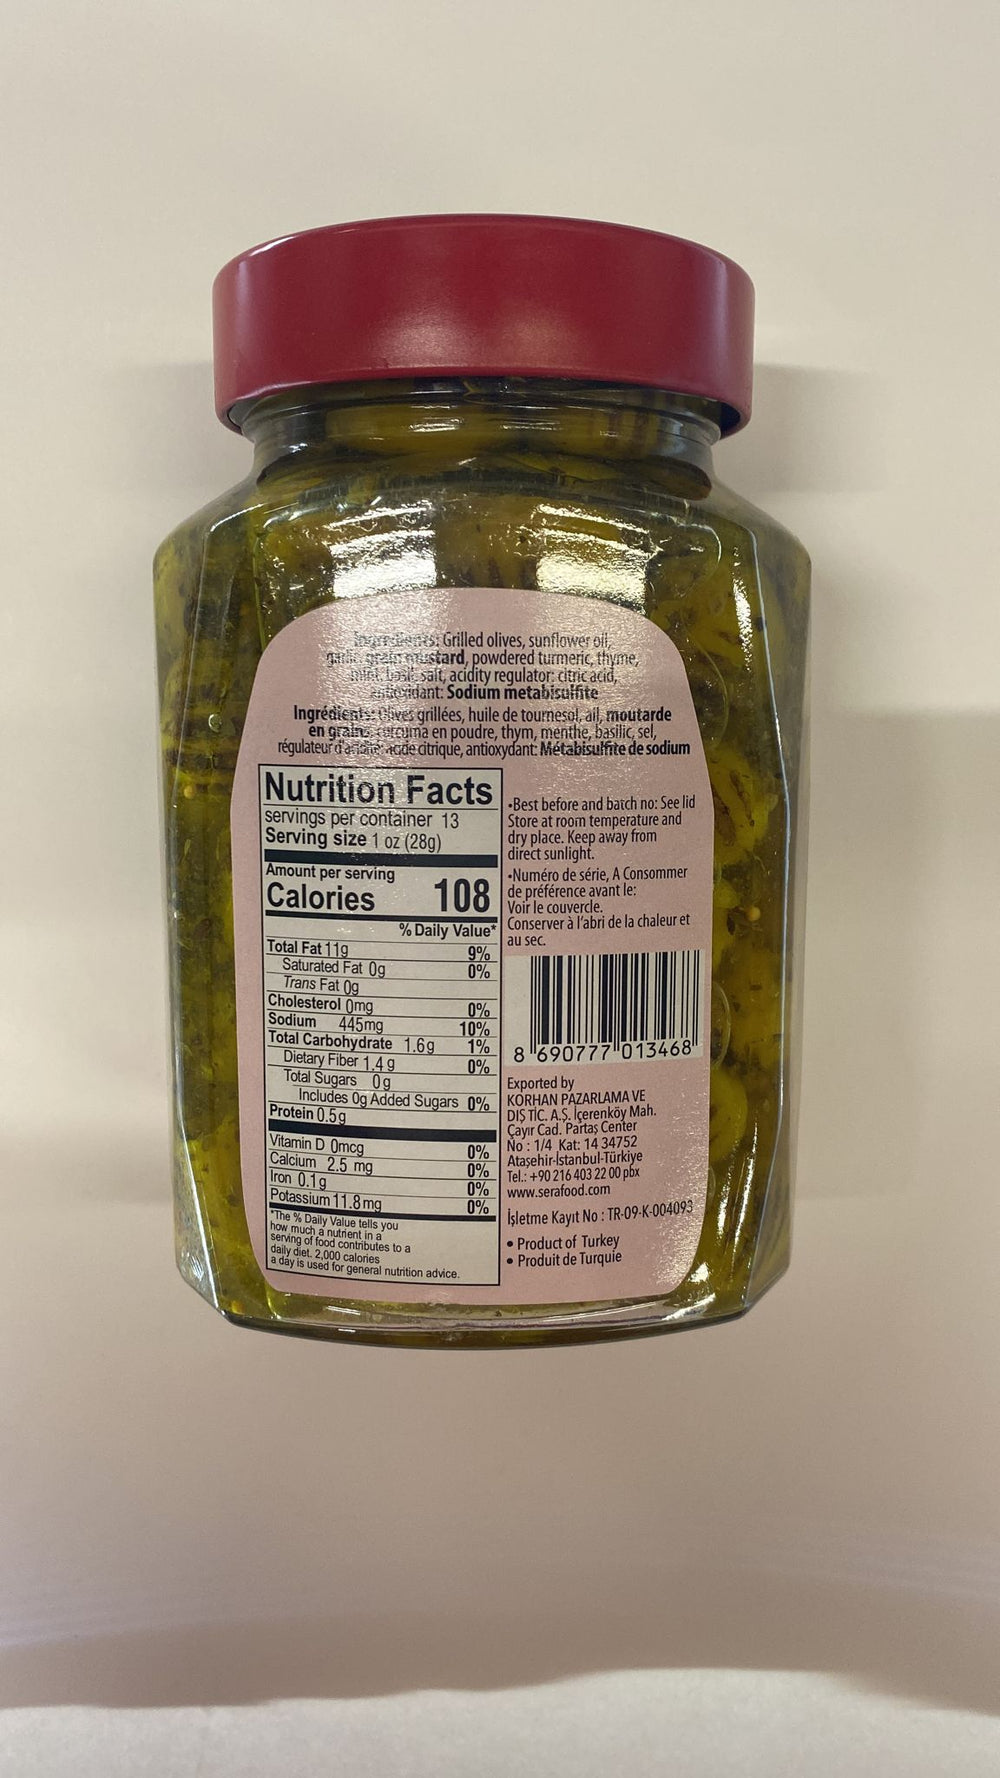 Ingredients: Grilled olives, sunflower oil,
garlic, grain mustard, powdered turmeric, thyme,
mint, basil, salt, acidity regulator: citric acid,
antioxidant: Sodium metabisulfite
Ingrédients: Olives grillées, huile de tournesol, ail, moutarde
en grains, curcuma en poudre, thym, menthe, basilic, sel,
régulateur d'acidité: acide citrique, antioxydant: Métabisulfite de sodium
Nutrition Facts
servings per container 13
Serving size 1 oz (28g)
Amount per serving
Calories 108
% Daily Value*
Total Fat 11g 9%
Saturated Fat 0g 0%
Trans Fat 0g
Cholesterol 0mg 0%
Sodium 445mg 10%
Total Carbohydrate 1.6g 1%
Dietary Fiber 1.4 g 0%
Total Sugars 0g
Includes 0g Added Sugars 0%
Protein 0.5g
Vitamin D 0mcg 0%
Calcium 2.5 mg 0%
Iron 0.1g 0%
Potassium 11.8mg 0%
*The % Daily Value tells you
how much a nutrient in a
serving of food contributes to a
daily diet. 2,000 calories
a day is used for general nutrition advice.
•Best before and batch no: See lid
Store at room temperature and
dry place. Keep away from
direct sunlight.
•Numéro de série, A Consommer
de préférence avant le:
Voir le couvercle.
Conserver à l'abri de la chaleur et
au sec.
8 690777 013468
Exported by
KORHAN PAZARLAMA VE
DIŞ TİC. A.Ş. İçerenköy Mah.
Çayır Cad. Partaş Center
No : 1/4 Kat: 14 34752
Ataşehir-İstanbul-Türkiye
Tel.: +90 216 403 22 00 pbx
www.serafood.com
İşletme Kayıt No : TR-09-K-004093
• Product of Turkey
• Produit de Turquie